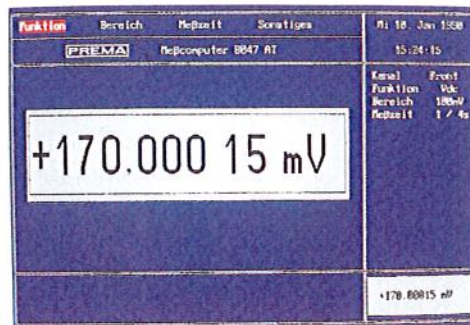 Funktion Bereich Meßzeit Sonstiges
Mi 10. Jan 1990
PREMA Meßcomputer 8047 AT
15:24:15
Kanal Front
Funktion Vdc
Bereich 100mV
Meßzeit 1 / 4s
+170.000 15 mV
+170.00015 mV